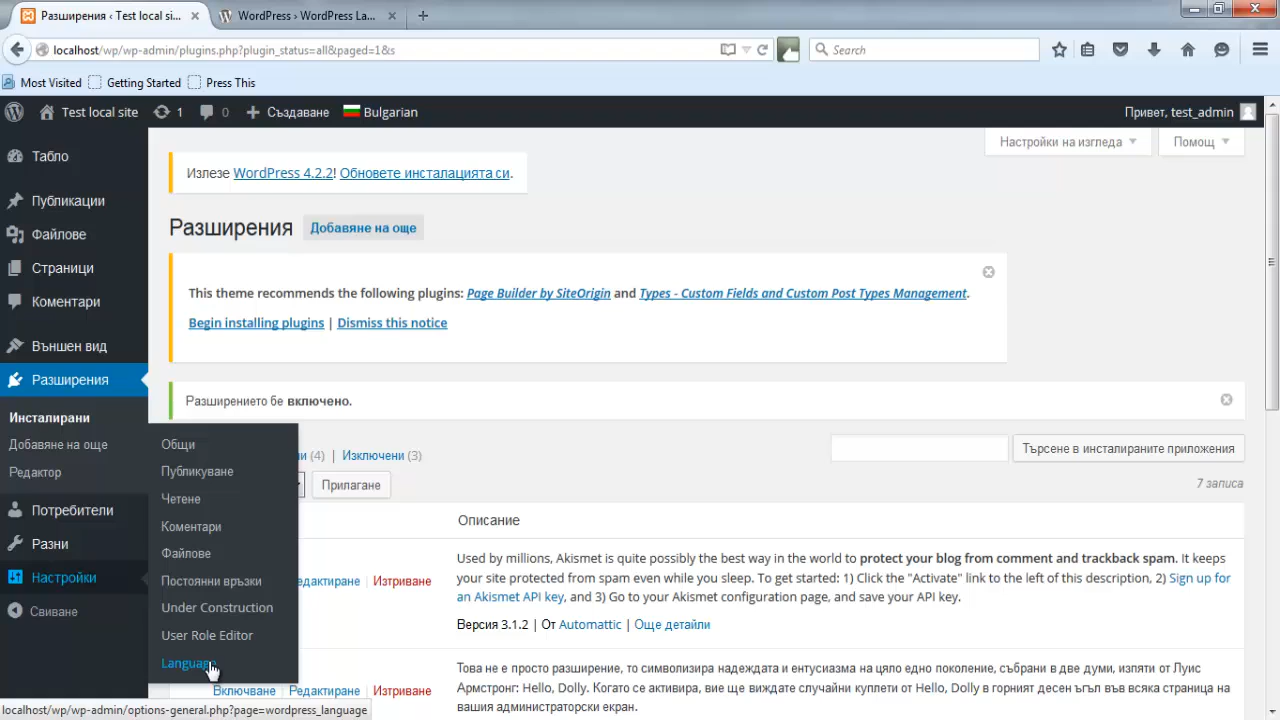 Разширения ‹ Test local si...
WordPress › WordPress La...
localhost/wp/wp-admin/plugins.php?plugin_status=all&paged=1&s
Search
Most Visited
Getting Started
Press This
Test local site
1
0
Създаване
Bulgarian
Привет, test_admin
Настройки на изгледа
Помощ
Табло
Излезе WordPress 4.2.2! Обновете инсталацията си.
Публикации
Разширения
Добавяне на още
Файлове
Страници
This theme recommends the following plugins: Page Builder by SiteOrigin and Types - Custom Fields and Custom Post Types Management.
Коментари
Begin installing plugins | Dismiss this notice
Външен вид
Разширения
Разширението бе включено.
Инсталирани
Добавяне на още
Редактор
Потребители
Разни
Настройки
Свиване
Общи
Публикуване
Четене
Коментари
Файлове
Постоянни връзки
Under Construction
User Role Editor
Language
(4) | Изключени (3)
Търсене в инсталираните приложения
Прилагане
7 записа
Описание
| Изтриване
Used by millions, Akismet is quite possibly the best way in the world to protect your blog from comment and trackback spam. It keeps
your site protected from spam even while you sleep. To get started: 1) Click the "Activate" link to the left of this description, 2) Sign up for
an Akismet API key, and 3) Go to your Akismet configuration page, and save your API key.
Версия 3.1.2 | От Automattic | Още детайли
Включване | Редактиране | Изтриване
Това не е просто разширение, то символизира надеждата и ентусиазма на цяло едно поколение, събрани в две думи, изпяти от Луис
Армстронг: Hello, Dolly. Когато се активира, вие ще виждате случайни куплети от Hello, Dolly в горният десен ъгъл във всяка страница на
вашия администраторски екран.
localhost/wp/wp-admin/options-general.php?page=wordpress_language